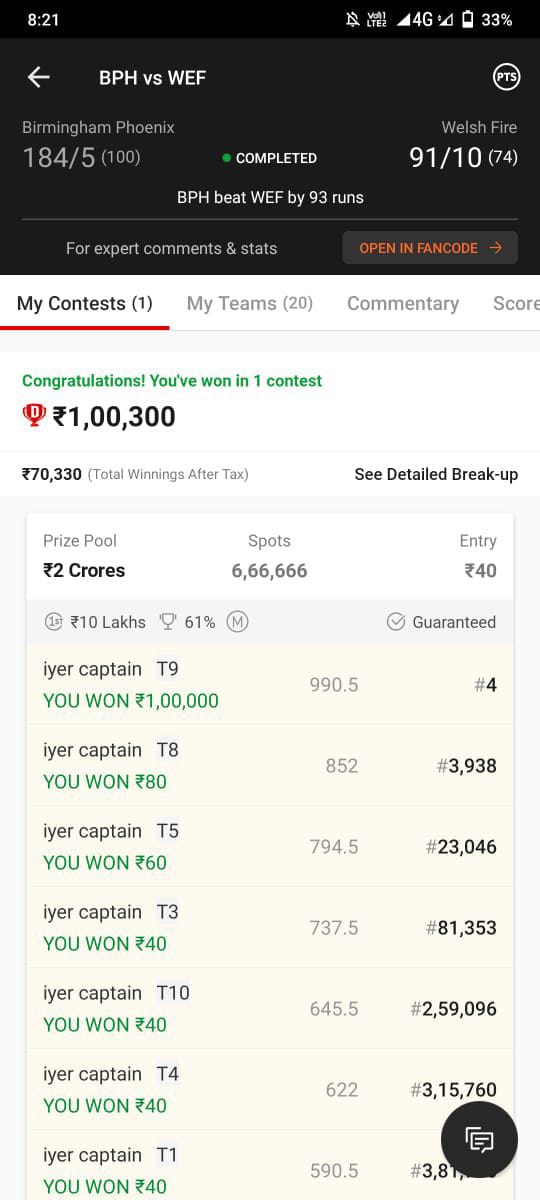 8:21 VoD LTE2 4G 33%
BPH vs WEF PTS
Birmingham Phoenix Welsh Fire
184/5 (100) COMPLETED 91/10 (74)
BPH beat WEF by 93 runs
For expert comments & stats OPEN IN FANCODE →
My Contests (1) My Teams (20) Commentary Score
Congratulations! You've won in 1 contest
D ₹1,00,300
₹70,330 (Total Winnings After Tax) See Detailed Break-up
Prize Pool Spots Entry
₹2 Crores 6,66,666 ₹40
1ST ₹10 Lakhs 61% M Guaranteed
iyer captain T9
YOU WON ₹1,00,000 990.5 #4
iyer captain T8
YOU WON ₹80 852 #3,938
iyer captain T5
YOU WON ₹60 794.5 #23,046
iyer captain T3
YOU WON ₹40 737.5 #81,353
iyer captain T10
YOU WON ₹40 645.5 #2,59,096
iyer captain T4
YOU WON ₹40 622 #3,15,760
iyer captain T1
YOU WON ₹40 590.5